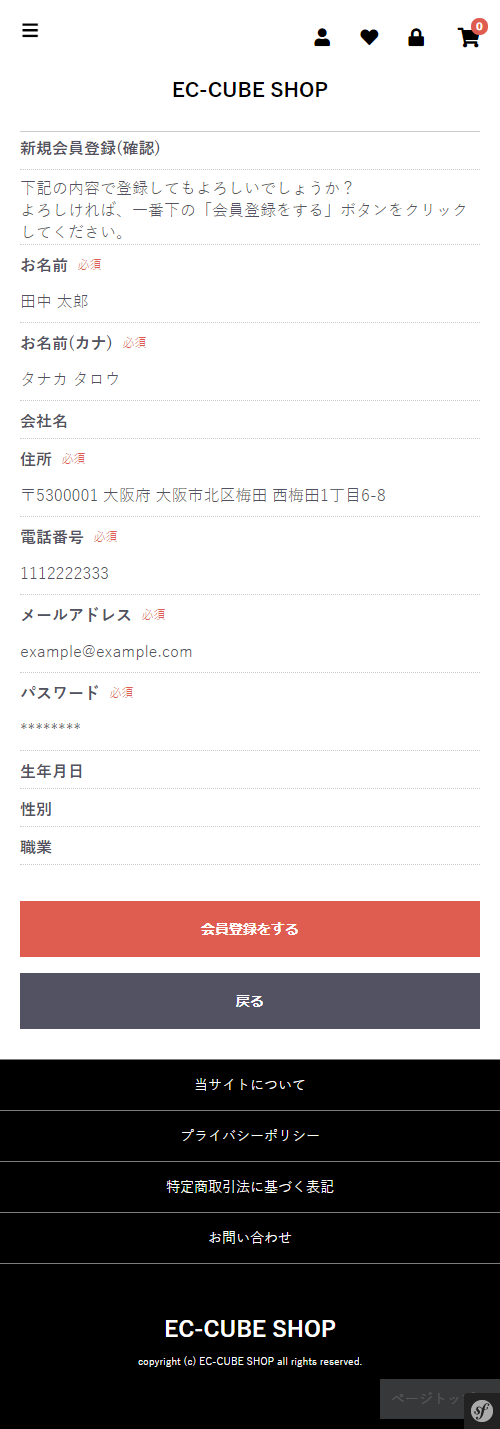 0
EC-CUBE SHOP
新規会員登録(確認)
下記の内容で登録してもよろしいでしょうか？
よろしければ、一番下の「会員登録をする」ボタンをクリック
してください。
お名前 必須
田中 太郎
お名前(カナ) 必須
タナカ タロウ
会社名
住所 必須
〒5300001 大阪府 大阪市北区梅田 西梅田1丁目6-8
電話番号 必須
1112222333
メールアドレス 必須
example@example.com
パスワード 必須
********
生年月日
性別
職業
会員登録をする
戻る
当サイトについて
プライバシーポリシー
特定商取引法に基づく表記
お問い合わせ
EC-CUBE SHOP
copyright (c) EC-CUBE SHOP all rights reserved.
ページトップ
sf